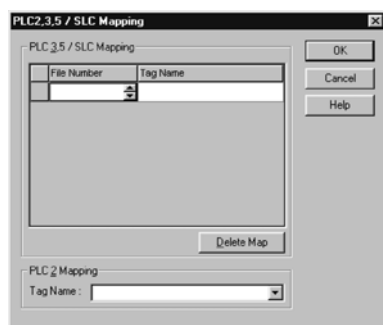 PLC2,3,5 / SLC Mapping
PLC 3,5 / SLC Mapping
File Number Tag Name
OK
Cancel
Help
Delete Map
PLC 2 Mapping
Tag Name :